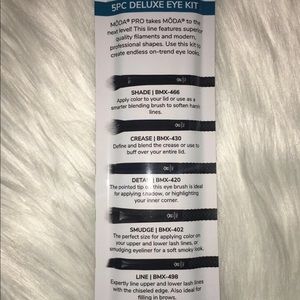 5PC DELUXE EYE KIT
MŌDA® PRO takes MŌDA® to the
next level! This line features superior
quality filaments and modern,
professional shapes. Use this kit to
create endless on-trend eye looks.
SHADE | BMX-466
Apply color to your lid or use as a
smarter blending brush to soften harsh
lines.
CREASE | BMX-430
Define and blend the crease or use to
buff over your entire lid.
DETAIL | BMX-420
The pointed tip on this eye brush is ideal
for applying shadow, or highlighting
your inner corner.
SMUDGE | BMX-402
The perfect size for applying color on
your upper and lower lash lines, or
smudging eyeliner for a soft smoky look.
LINE | BMX-498
Expertly line upper and lower lash lines
with the chiseled edge. Also ideal for
filling in brows.